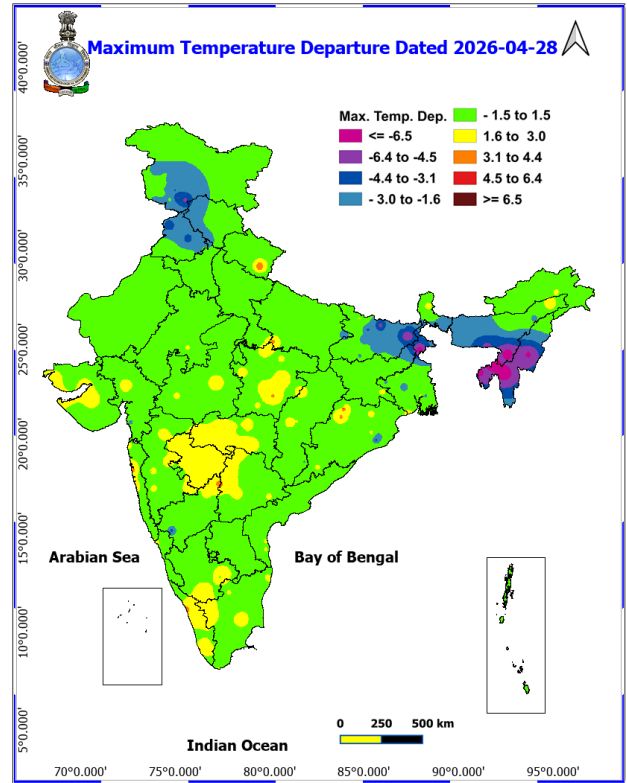 Maximum Temperature Departure Dated 2026-04-28
Max. Temp. Dep.
<= -6.5
-6.4 to -4.5
-4.4 to -3.1
- 3.0 to -1.6
- 1.5 to 1.5
1.6 to 3.0
3.1 to 4.4
4.5 to 6.4
>= 6.5
40°0.000'
35°0.000'
30°0.000'
25°0.000'
20°0.000'
15°0.000'
10°0.000'
5°0.000'
Arabian Sea
Bay of Bengal
Indian Ocean
0 250 500 km
70°0.000' 75°0.000' 80°0.000' 85°0.000' 90°0.000' 95°0.000'